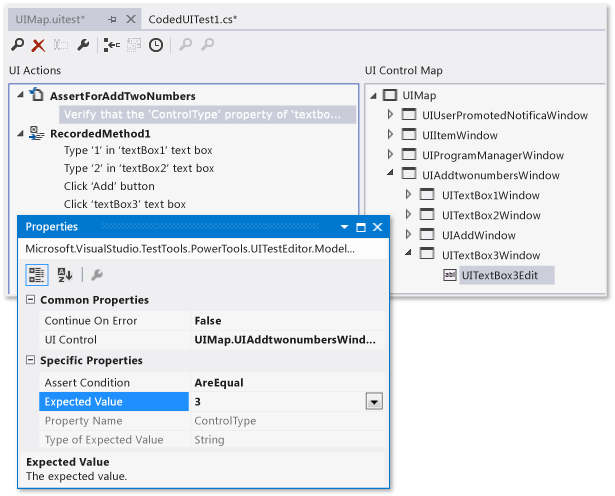 UIMap.uitest*
CodedUITest1.cs*
UI Actions
AssertForAddTwoNumbers
Verify that the 'ControlType' property of 'textbo...
RecordedMethod1
Type '1' in 'textBox1' text box
Type '2' in 'textBox2' text box
Click 'Add' button
Click 'textBox3' text box
UI Control Map
UIMap
UIUserPromotedNotificaWindow
UIItemWindow
UIProgramManagerWindow
UIAddtwonumbersWindow
UITextBox1Window
UITextBox2Window
UIAddWindow
UITextBox3Window
abl UITextBox3Edit
Properties
Microsoft.VisualStudio.TestTools.PowerTools.UITestEditor.Model...
Common Properties
Continue On Error False
UI Control UIMap.UIAddtwonumbersWind...
Specific Properties
Assert Condition AreEqual
Expected Value 3
Property Name ControlType
Type of Expected Value String
Expected Value
The expected value.